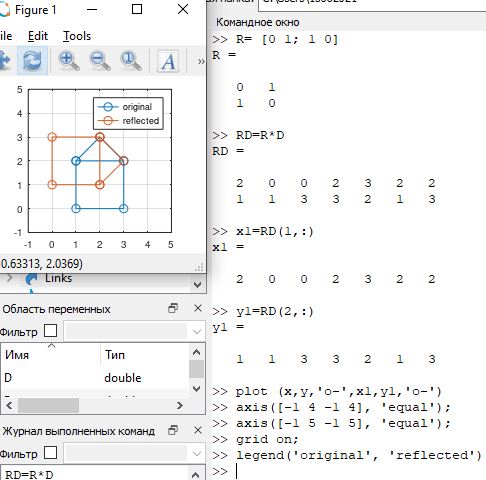 Figure 1
Edit Tools
A
»
original
reflected
5
4
3
2
1
0
-1
-1 0 1 2 3 4 5
0.63313, 2.0369)
Links
Область переменных
Фильтр
Имя Тип
D double
Журнал выполненных команд
Фильтр
RD=R*D
Командное окно
>> R= [0 1; 1 0]
R =
0 1
1 0
>> RD=R*D
RD =
2 0 0 2 3 2 2
1 1 3 3 2 1 3
>> x1=RD(1,:)
x1 =
2 0 0 2 3 2 2
>> y1=RD(2,:)
y1 =
1 1 3 3 2 1 3
>> plot (x,y,'o-',x1,y1,'o-')
>> axis([-1 4 -1 4], 'equal');
>> axis([-1 5 -1 5], 'equal');
>> grid on;
>> legend('original', 'reflected')
>>